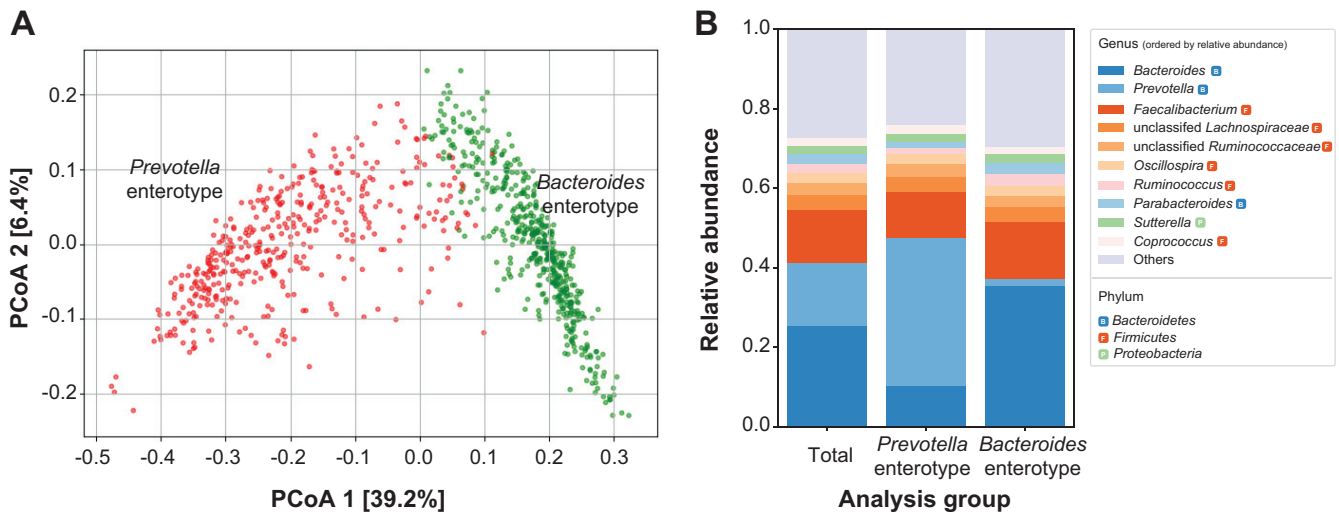 A
PCoA 2 [6.4%]
0.2
0.1
0.0
-0.1
-0.2
Prevotella
enterotype
Bacteroides
enterotype
-0.5 -0.4 -0.3 -0.2 -0.1 0.0 0.1 0.2 0.3
PCoA 1 [39.2%]
B
Relative abundance
1.0
0.8
0.6
0.4
0.2
0.0
Total
Prevotella
enterotype
Bacteroides
enterotype
Analysis group
Genus (ordered by relative abundance)
Bacteroides B
Prevotella B
Faecalibacterium F
unclassifed Lachnospiraceae F
unclassified Ruminococcaceae F
Oscillospira F
Ruminococcus F
Parabacteroides B
Sutterella P
Coprococcus F
Others
Phylum
B Bacteroidetes
F Firmicutes
P Proteobacteria